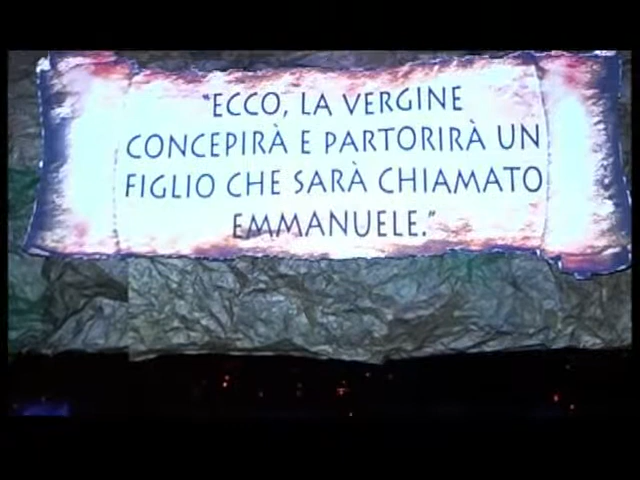 "ECCO, LA VERGINE
CONCEPIRÀ E PARTORIRÀ UN
FIGLIO CHE SARÀ CHIAMATO
EMMANUELE."